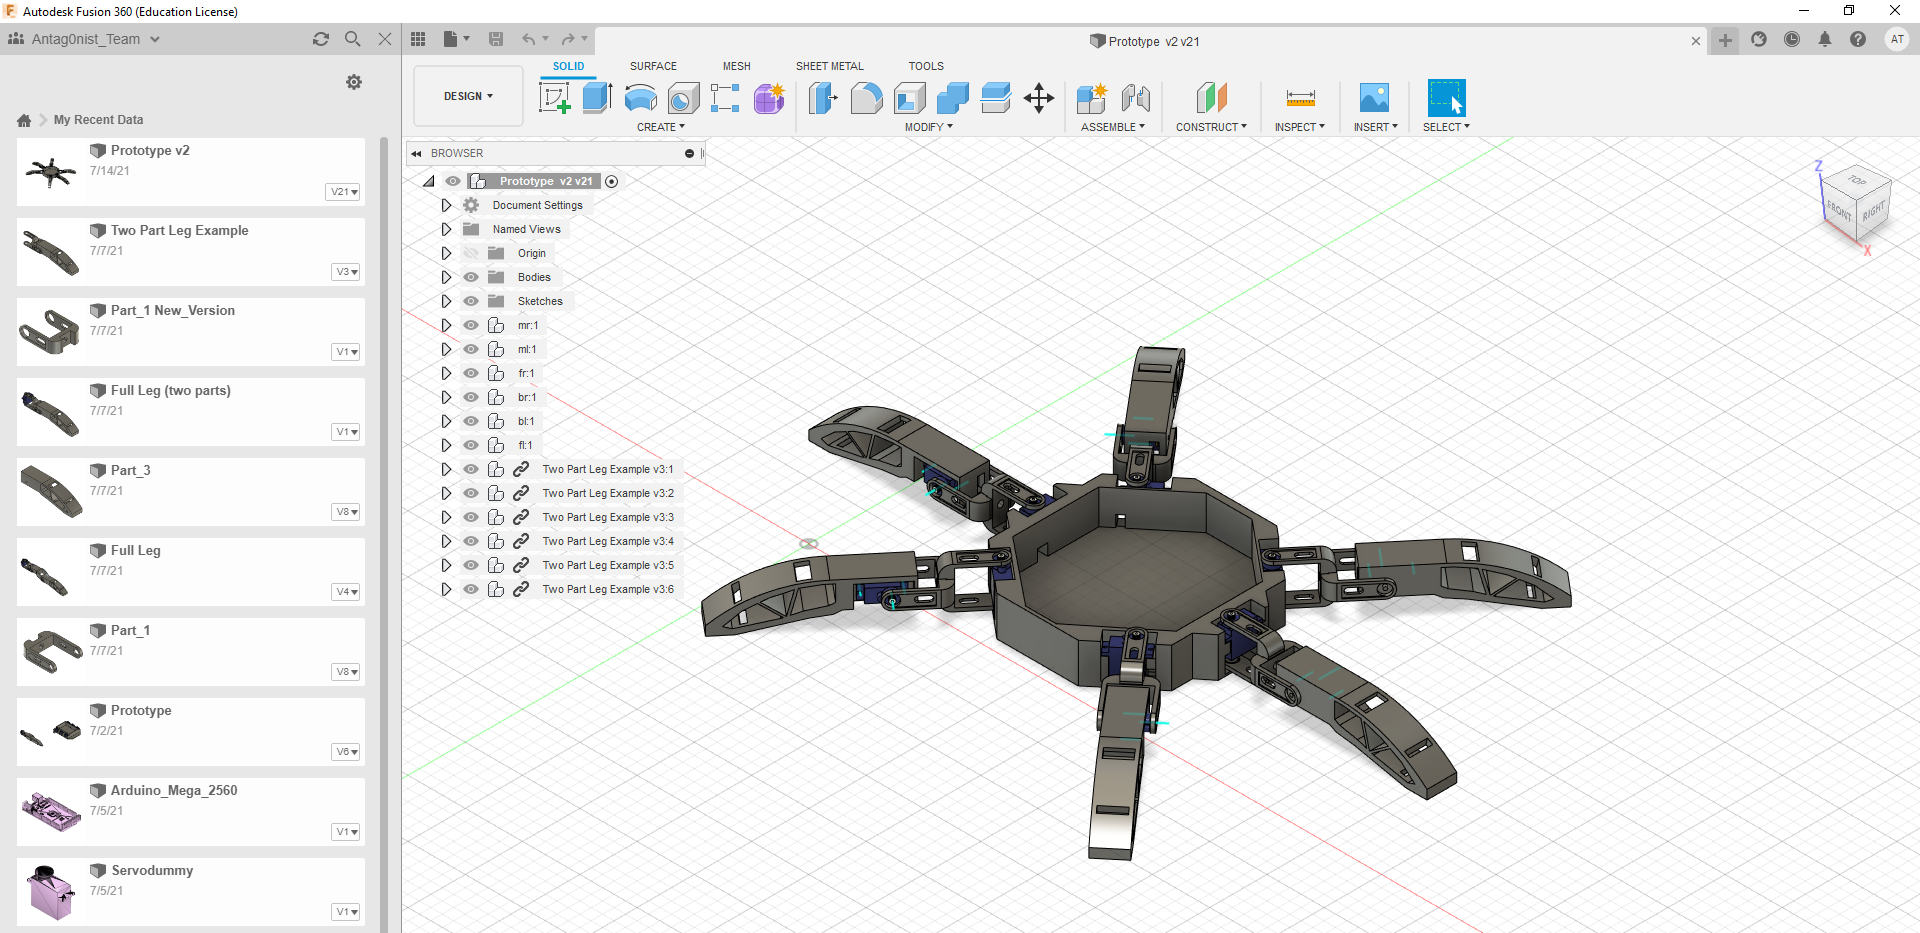 Autodesk Fusion 360 (Education License)
Antag0nist_Team
My Recent Data
Prototype v2
7/14/21
V21
Two Part Leg Example
7/7/21
V3
Part_1 New_Version
7/7/21
V1
Full Leg (two parts)
7/7/21
V1
Part_3
7/7/21
V8
Full Leg
7/7/21
V4
Part_1
7/7/21
V8
Prototype
7/2/21
V6
Arduino_Mega_2560
7/5/21
V1
Servodummy
7/5/21
V1
Prototype v2 v21
AT
DESIGN
SOLID SURFACE MESH SHEET METAL TOOLS
CREATE MODIFY ASSEMBLE CONSTRUCT INSPECT INSERT SELECT
BROWSER
Prototype v2 v21
Document Settings
Named Views
Origin
Bodies
Sketches
mr:1
ml:1
fr:1
br:1
bl:1
fl:1
Two Part Leg Example v3:1
Two Part Leg Example v3:2
Two Part Leg Example v3:3
Two Part Leg Example v3:4
Two Part Leg Example v3:5
Two Part Leg Example v3:6
Z
TOP
FRONT
RIGHT
X